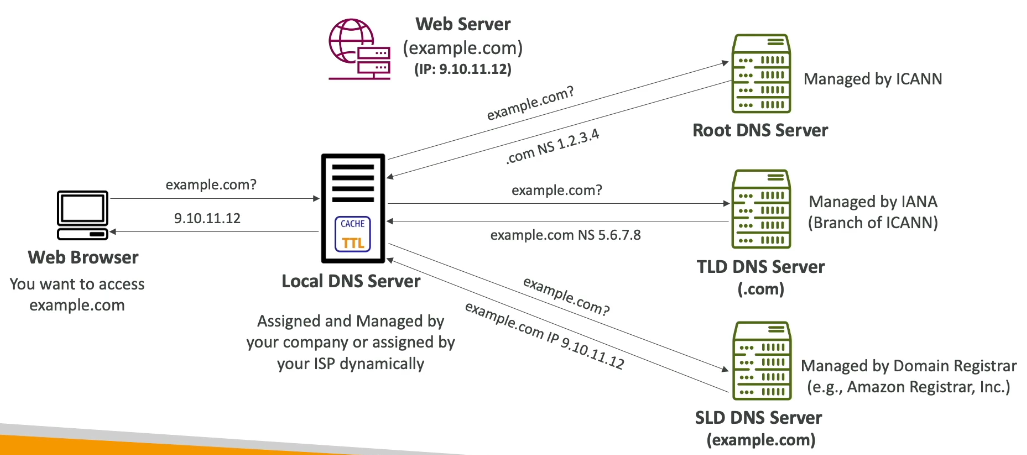 Web Server
(example.com)
(IP: 9.10.11.12)
example.com?
.com NS 1.2.3.4
Managed by ICANN
Root DNS Server
example.com?
9.10.11.12
Web Browser
You want to access
example.com
CACHE
TTL
Local DNS Server
Assigned and Managed by
your company or assigned by
your ISP dynamically
example.com?
example.com NS 5.6.7.8
Managed by IANA
(Branch of ICANN)
TLD DNS Server
(.com)
example.com?
example.com IP 9.10.11.12
Managed by Domain Registrar
(e.g., Amazon Registrar, Inc.)
SLD DNS Server
(example.com)